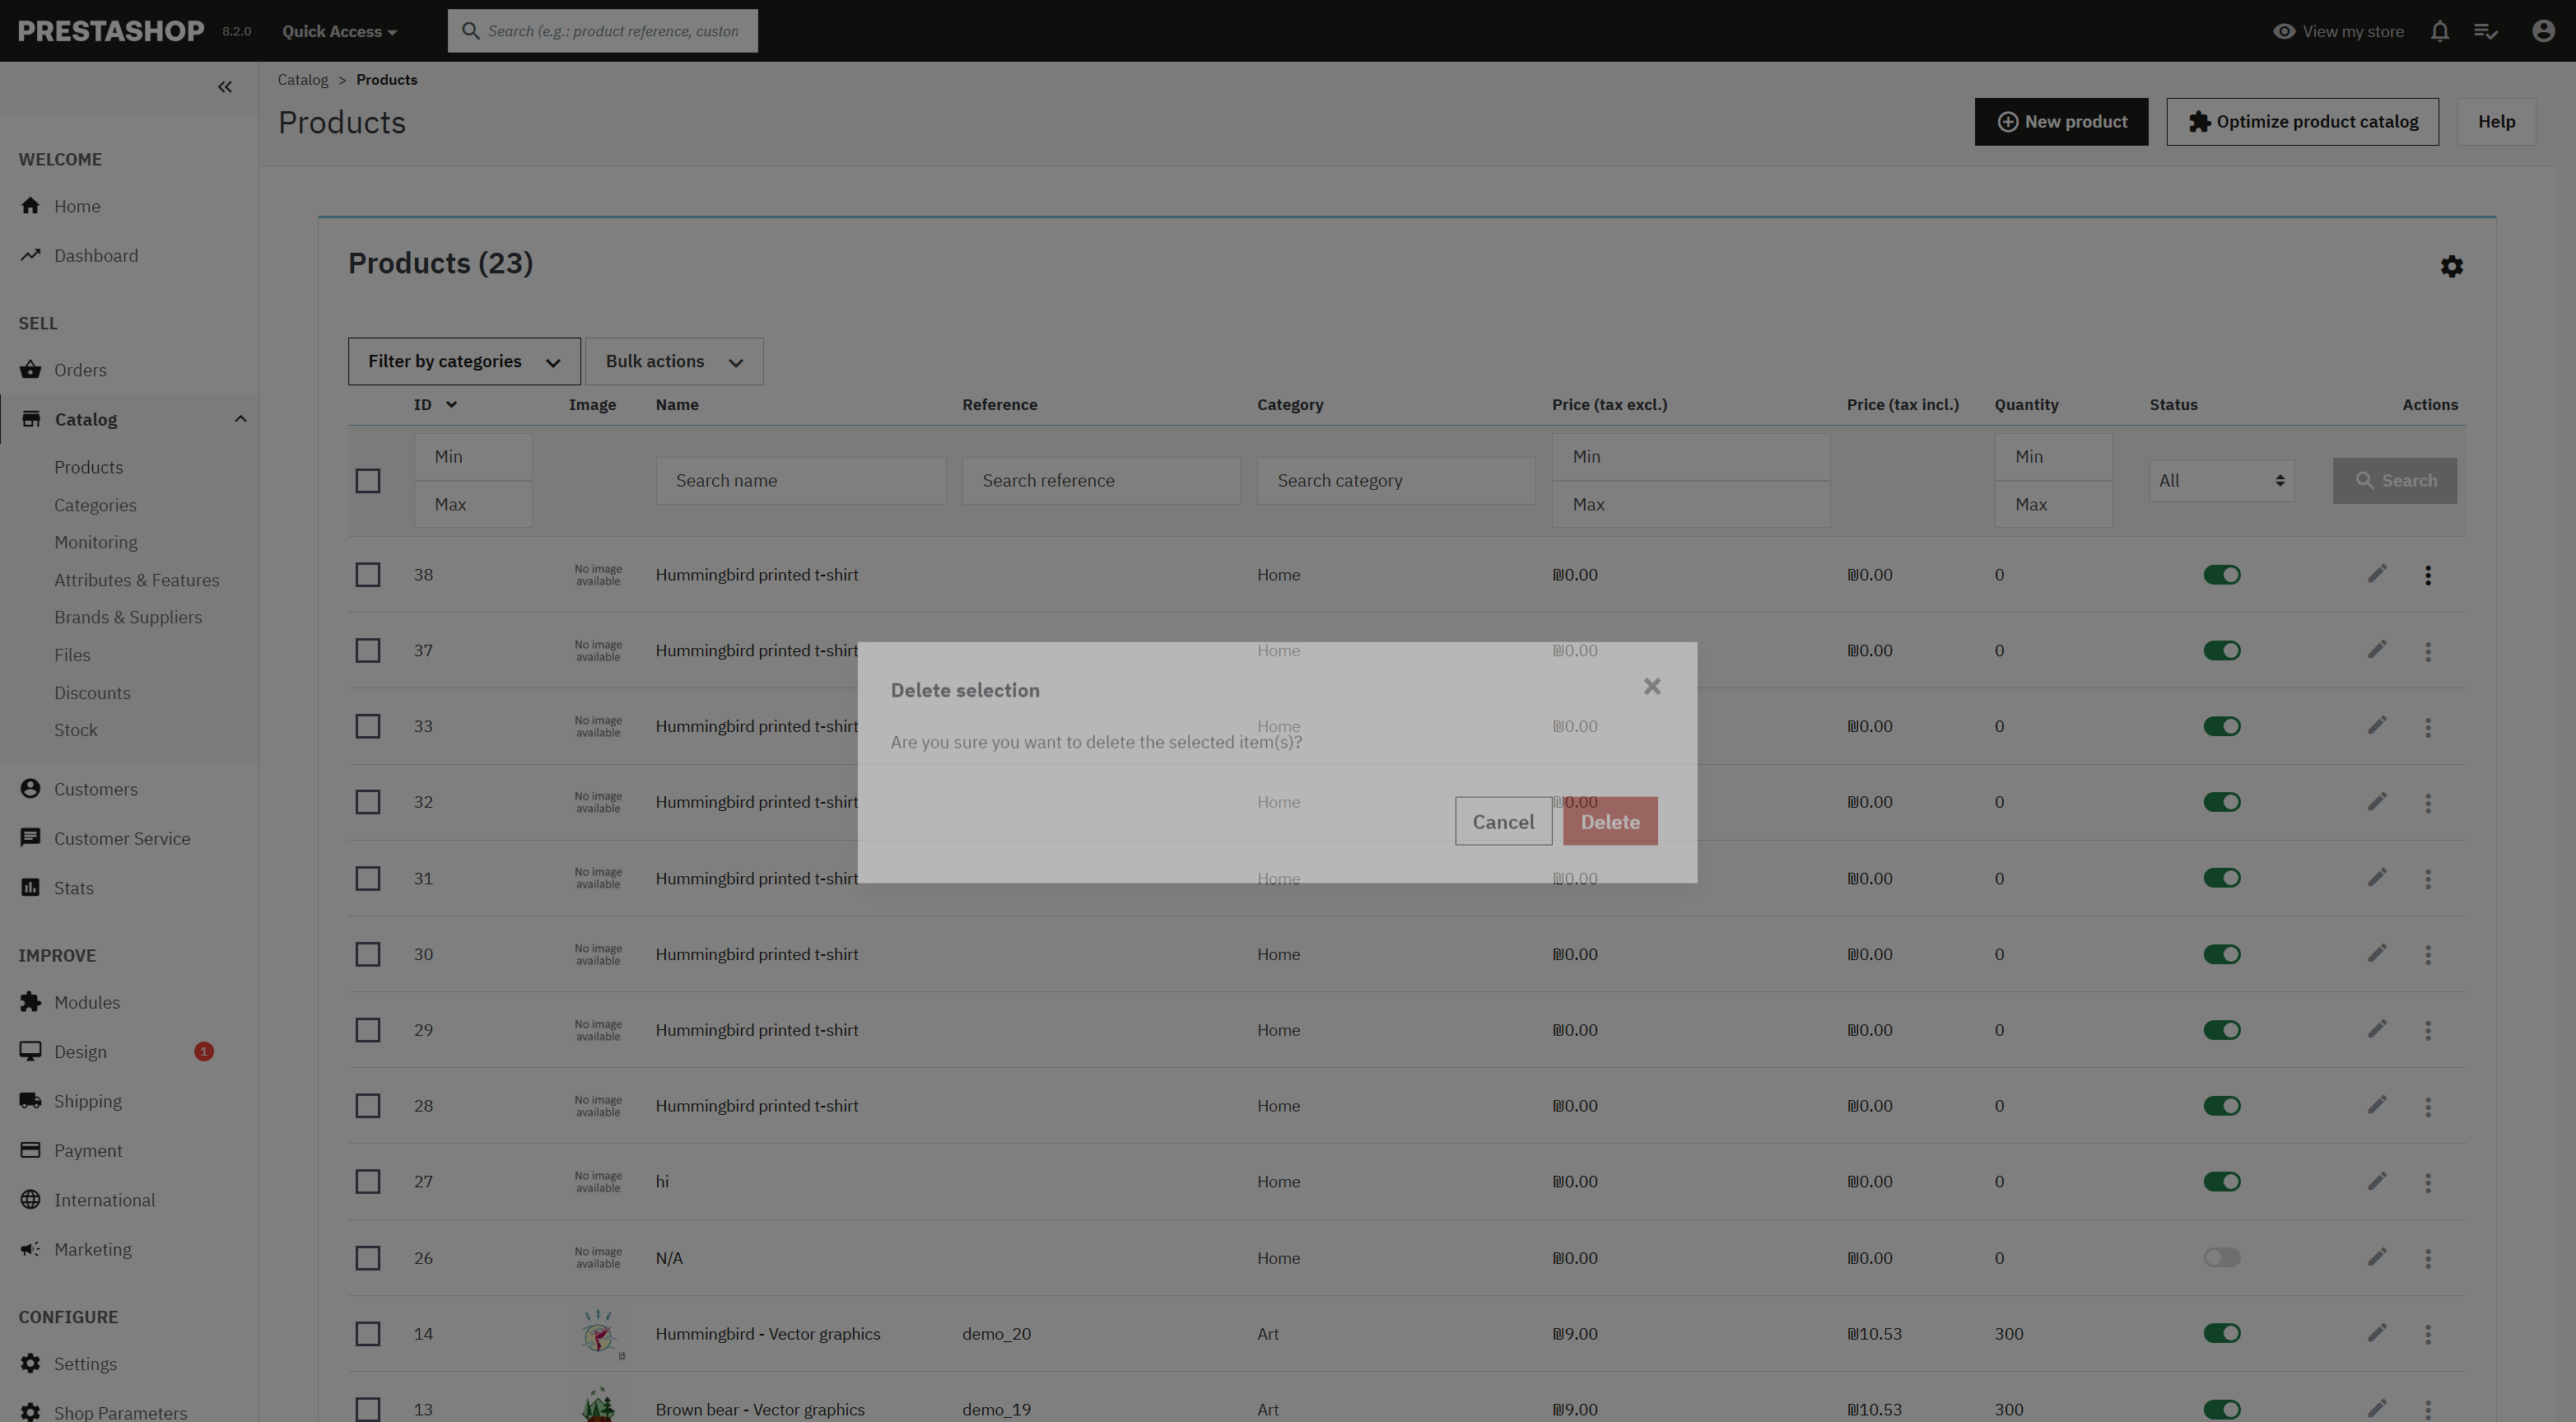 PRESTASHOP 8.2.0 Quick Access Search (e.g.: product reference, custon View my store
Catalog > Products
Products
New product Optimize product catalog Help
WELCOME
Home
Dashboard
SELL
Orders
Catalog
Products
Categories
Monitoring
Attributes & Features
Brands & Suppliers
Files
Discounts
Stock
Customers
Customer Service
Stats
IMPROVE
Modules
Design 1
Shipping
Payment
International
Marketing
CONFIGURE
Settings
Shop Parameters
Products (23)
Filter by categories Bulk actions
ID Image Name Reference Category Price (tax excl.) Price (tax incl.) Quantity Status Actions
Min Min Min
Search name Search reference Search category All Search
Max Max Max
38 No image available Hummingbird printed t-shirt Home ₪0.00 ₪0.00 0
37 No image available Hummingbird printed t-shirt Home ₪0.00 ₪0.00 0
33 No image available Hummingbird printed t-shirt Home ₪0.00 ₪0.00 0
32 No image available Hummingbird printed t-shirt Home ₪0.00 ₪0.00 0
31 No image available Hummingbird printed t-shirt Home ₪0.00 ₪0.00 0
30 No image available Hummingbird printed t-shirt Home ₪0.00 ₪0.00 0
29 No image available Hummingbird printed t-shirt Home ₪0.00 ₪0.00 0
28 No image available Hummingbird printed t-shirt Home ₪0.00 ₪0.00 0
27 No image available hi Home ₪0.00 ₪0.00 0
26 No image available N/A Home ₪0.00 ₪0.00 0
14 Hummingbird - Vector graphics demo_20 Art ₪9.00 ₪10.53 300
13 Brown bear - Vector graphics demo_19 Art ₪9.00 ₪10.53 300
Delete selection ×
Are you sure you want to delete the selected item(s)?
Cancel Delete